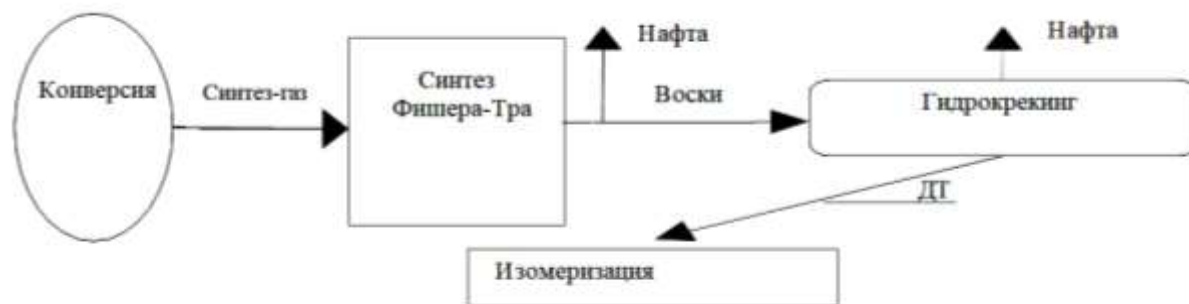 Конверсия
Синтез-газ
Синтез
Фишера-Тра
Нафта
Воски
Нафта
Гидрокрекинг
ДТ
Изомеризация